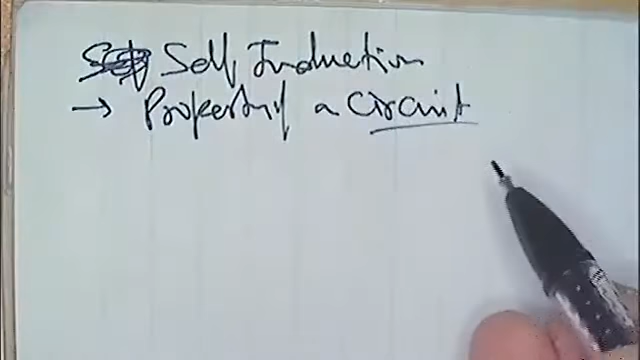 Self Induction
→ Property of a circuit